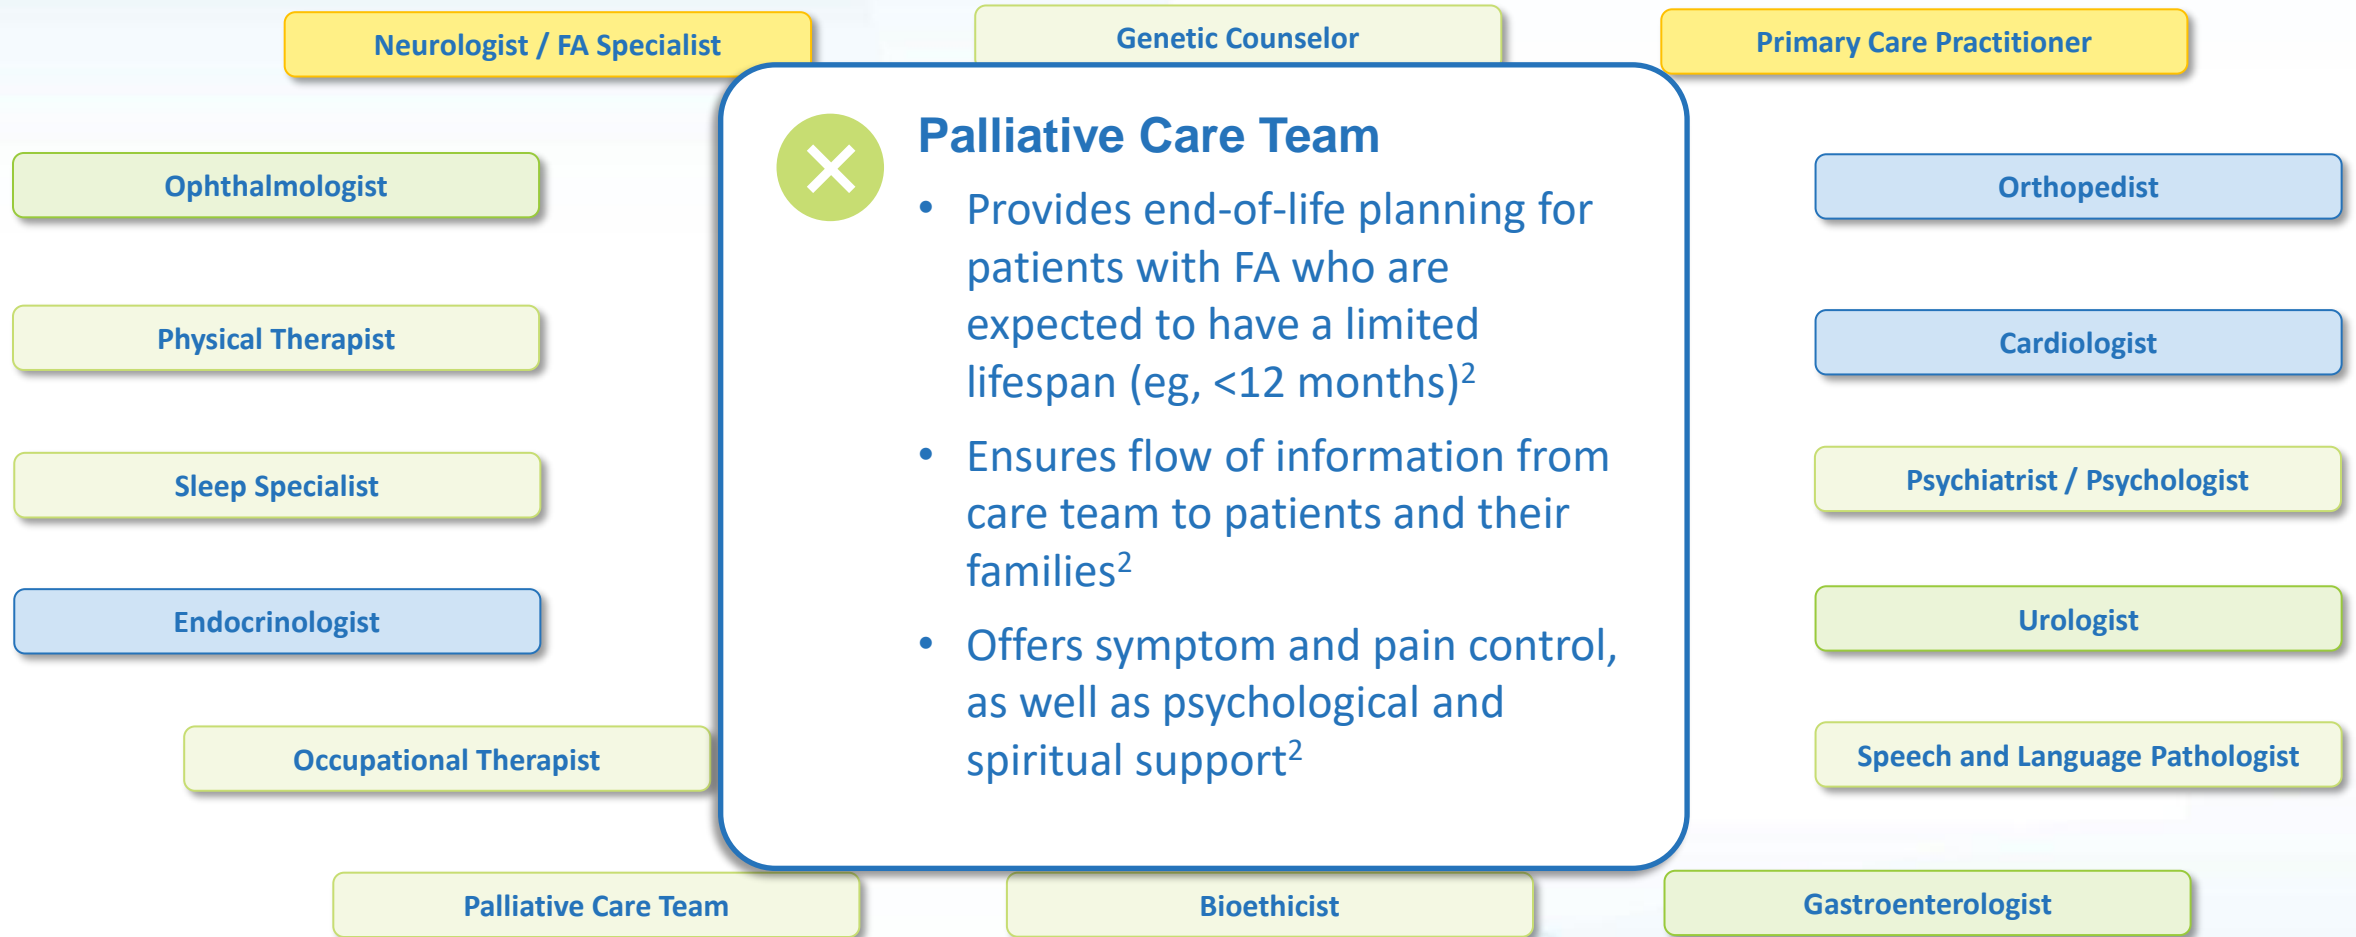 Neurologist / FA Specialist
Genetic Counselor
Primary Care Practitioner
Palliative Care Team
• Provides end-of-life planning for
patients with FA who are
expected to have a limited
lifespan (eg, <12 months)²
• Ensures flow of information from
care team to patients and their
families²
• Offers symptom and pain control,
as well as psychological and
spiritual support²
Ophthalmologist
Physical Therapist
Sleep Specialist
Endocrinologist
Occupational Therapist
Orthopedist
Cardiologist
Psychiatrist / Psychologist
Urologist
Speech and Language Pathologist
Palliative Care Team
Bioethicist
Gastroenterologist